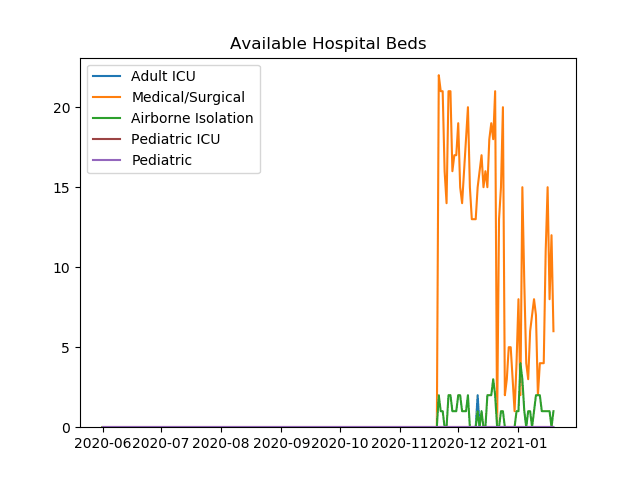 Available Hospital Beds
Adult ICU
Medical/Surgical
Airborne Isolation
Pediatric ICU
Pediatric
20
15
10
5
0
2020-06 2020-07 2020-08 2020-09 2020-10 2020-11 2020-12 2021-01